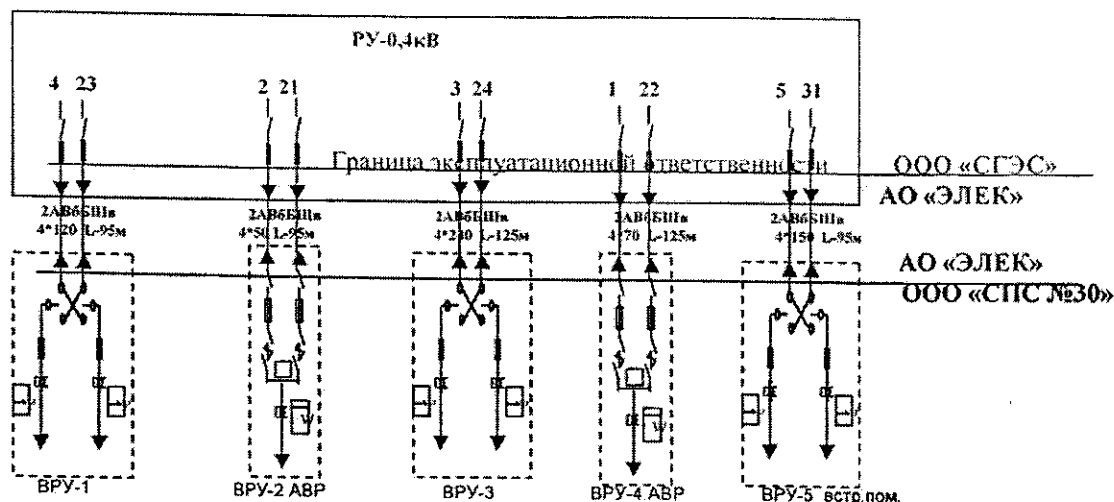 РУ-0,4кВ
4 23 2 21 3 24 1 22 5 31
Граница эксплуатационной ответственности ООО «СГЭС»
АО «ЭЛЕК»
2АВбБШв 2АВбБШв 2АВбБШв 2АВбБШв 2АВбБШв
4*120 L-95м 4*50 L-95м 4*240 L-125м 4*70 L-125м 4*150 L-95м
АО «ЭЛЕК»
ООО «СПС №30»
ВРУ-1 ВРУ-2 АВР ВРУ-3 ВРУ-4 АВР ВРУ-5 встр.пом.